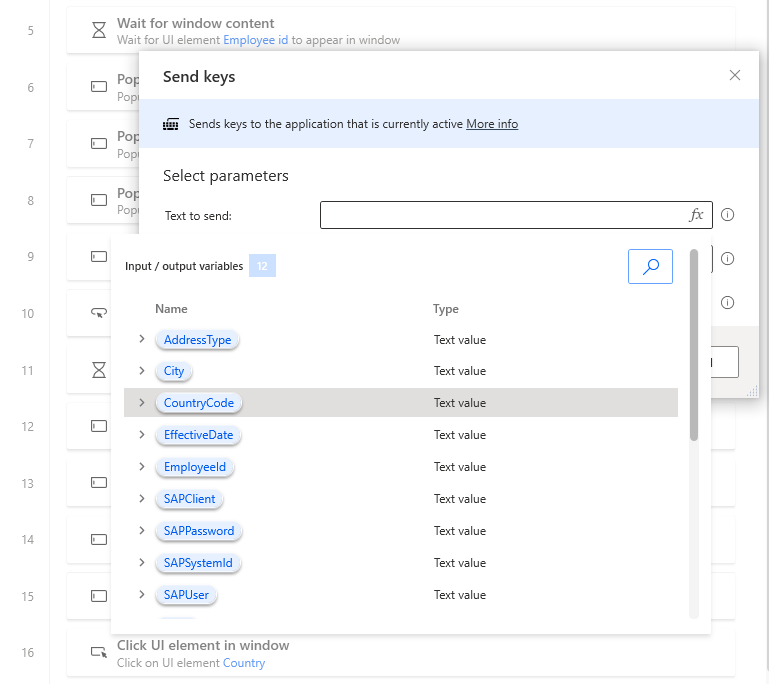 5
Wait for window content
Wait for UI element Employee id to appear in window
Send keys
6
Pop
Popu
Sends keys to the application that is currently active More info
7
Pop
Popu
Select parameters
8
Pop
Popu
Text to send:
fx
9
Input / output variables 12
Name Type
10
AddressType Text value
11
City Text value
CountryCode Text value
12
EffectiveDate Text value
EmployeeId Text value
13
SAPClient Text value
SAPPassword Text value
14
SAPSystemId Text value
15
SAPUser Text value
16
Click UI element in window
Click on UI element Country